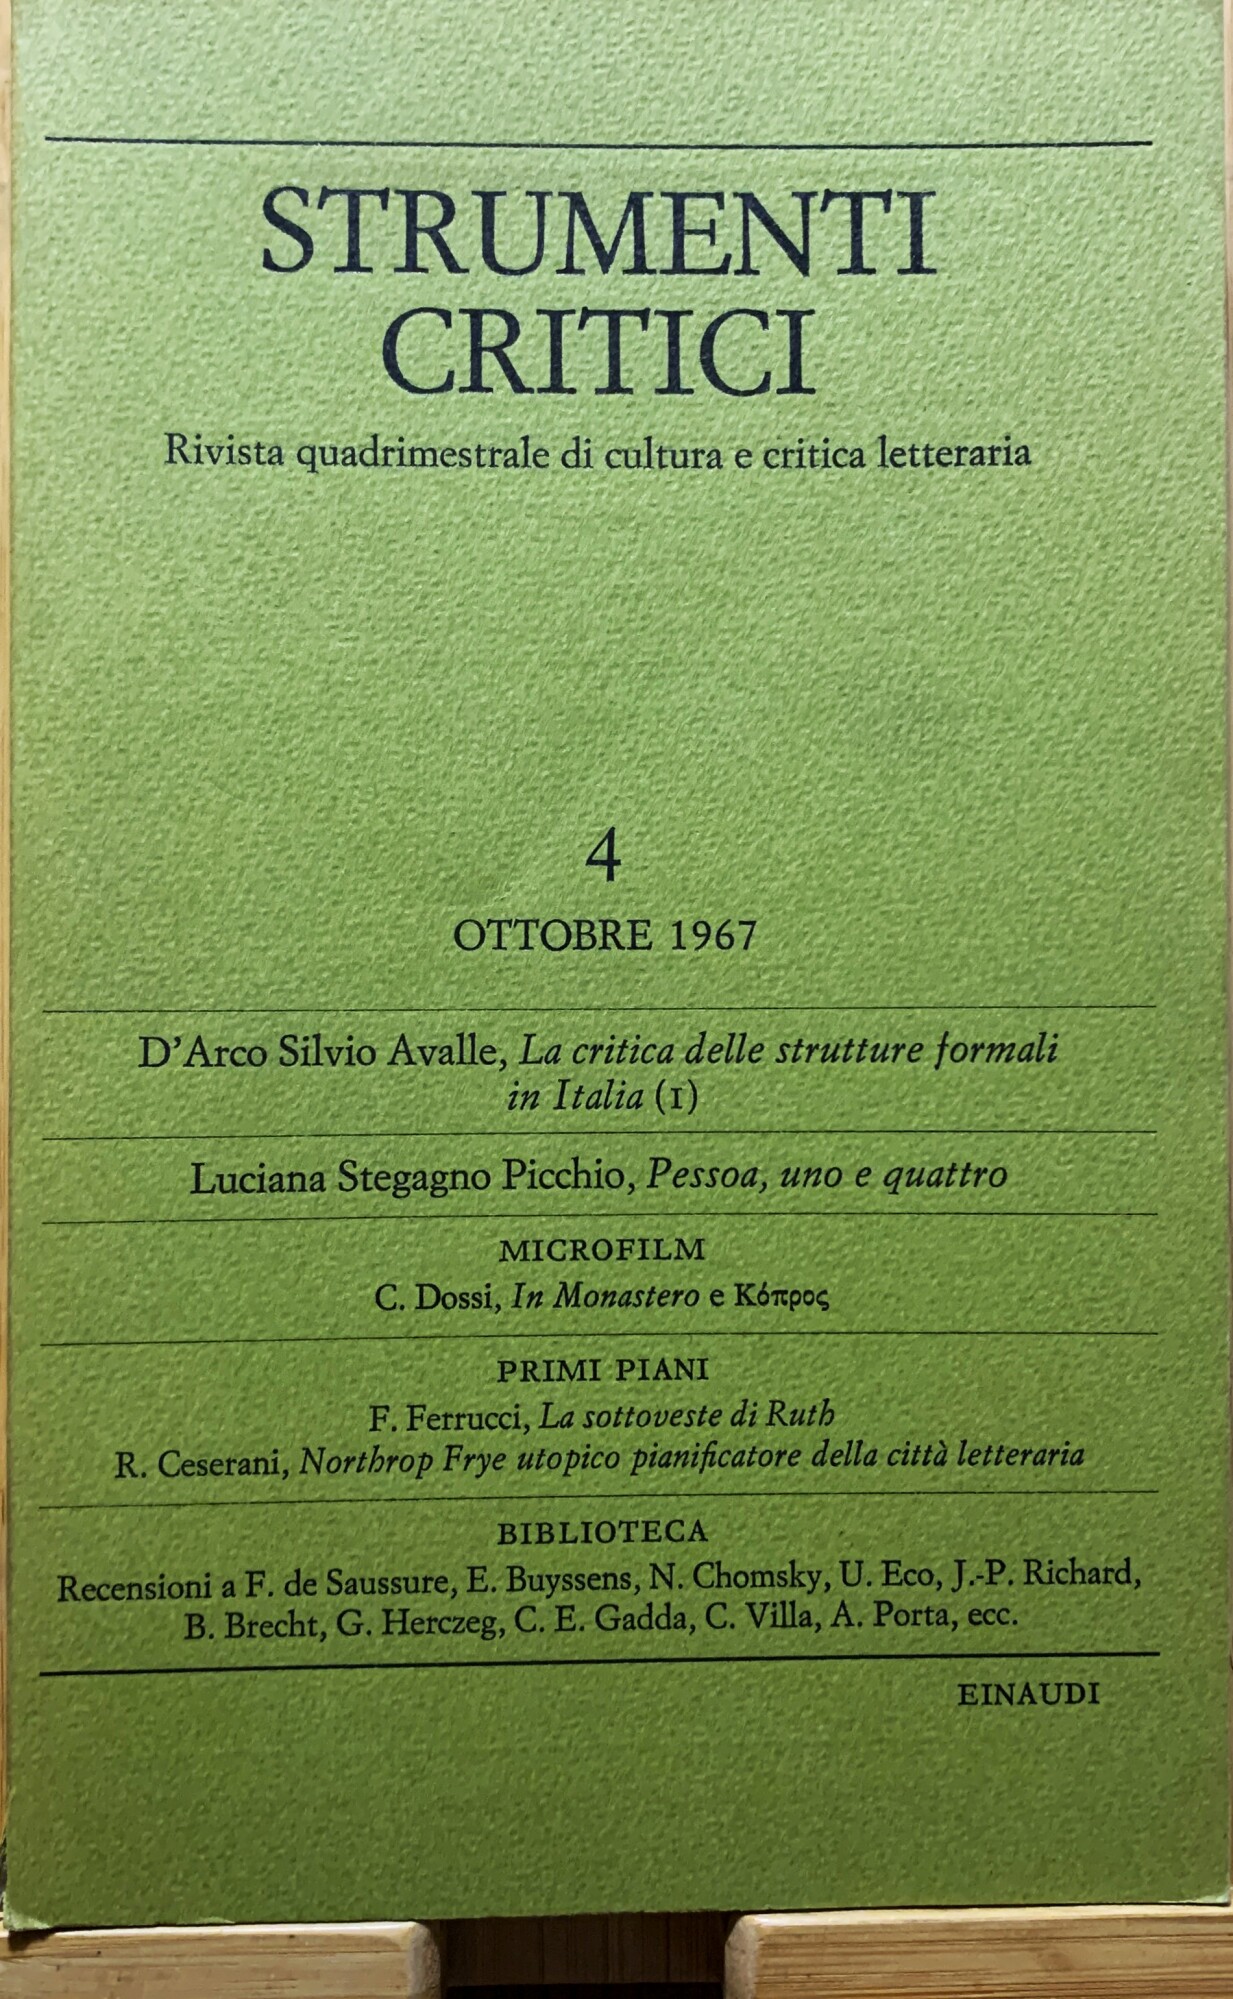 STRUMENTI
CRITICI
Rivista quadrimestrale di cultura e critica letteraria
4
OTTOBRE 1967
D'Arco Silvio Avalle, La critica delle strutture formali
in Italia (1)
Luciana Stegagno Picchio, Pessoa, uno e quattro
MICROFILM
C. Dossi, In Monastero e Κόπρος
PRIMI PIANI
F. Ferrucci, La sottoveste di Ruth
R. Ceserani, Northrop Frye utopico pianificatore della città letteraria
BIBLIOTECA
Recensioni a F. de Saussure, E. Buyssens, N. Chomsky, U. Eco, J.-P. Richard,
B. Brecht, G. Herczeg, C. E. Gadda, C. Villa, A. Porta, ecc.
EINAUDI